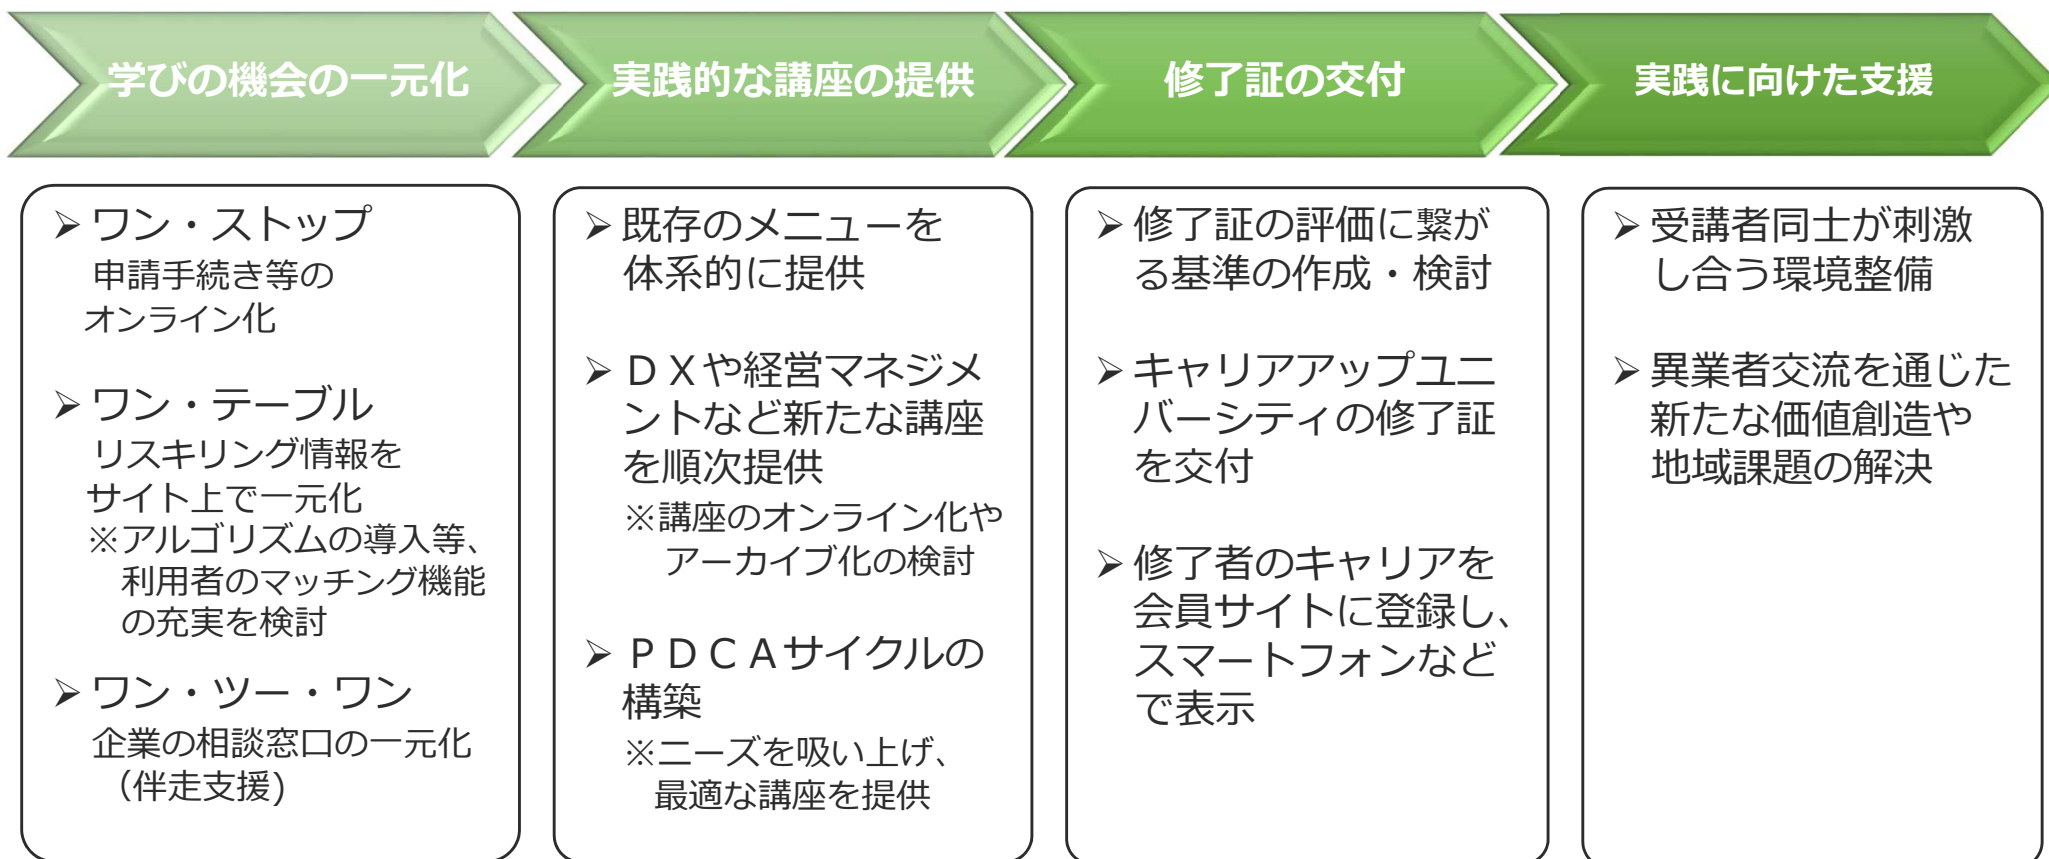 学びの機会の一元化
実践的な講座の提供
修了証の交付
実践に向けた支援
➢ワン・ストップ
申請手続き等の
オンライン化
➢ワン・テーブル
リスキリング情報を
サイト上で一元化
※アルゴリズムの導入等、
利用者のマッチング機能
の充実を検討
➢ワン・ツー・ワン
企業の相談窓口の一元化
（伴走支援)
➢既存のメニューを
体系的に提供
➢ＤＸや経営マネジメ
ントなど新たな講座
を順次提供
※講座のオンライン化や
アーカイブ化の検討
➢ＰＤＣＡサイクルの
構築
※ニーズを吸い上げ、
最適な講座を提供
➢修了証の評価に繋が
る基準の作成・検討
➢キャリアアップユニ
バーシティの修了証
を交付
➢修了者のキャリアを
会員サイトに登録し、
スマートフォンなど
で表示
➢受講者同士が刺激
し合う環境整備
➢異業者交流を通じた
新たな価値創造や
地域課題の解決